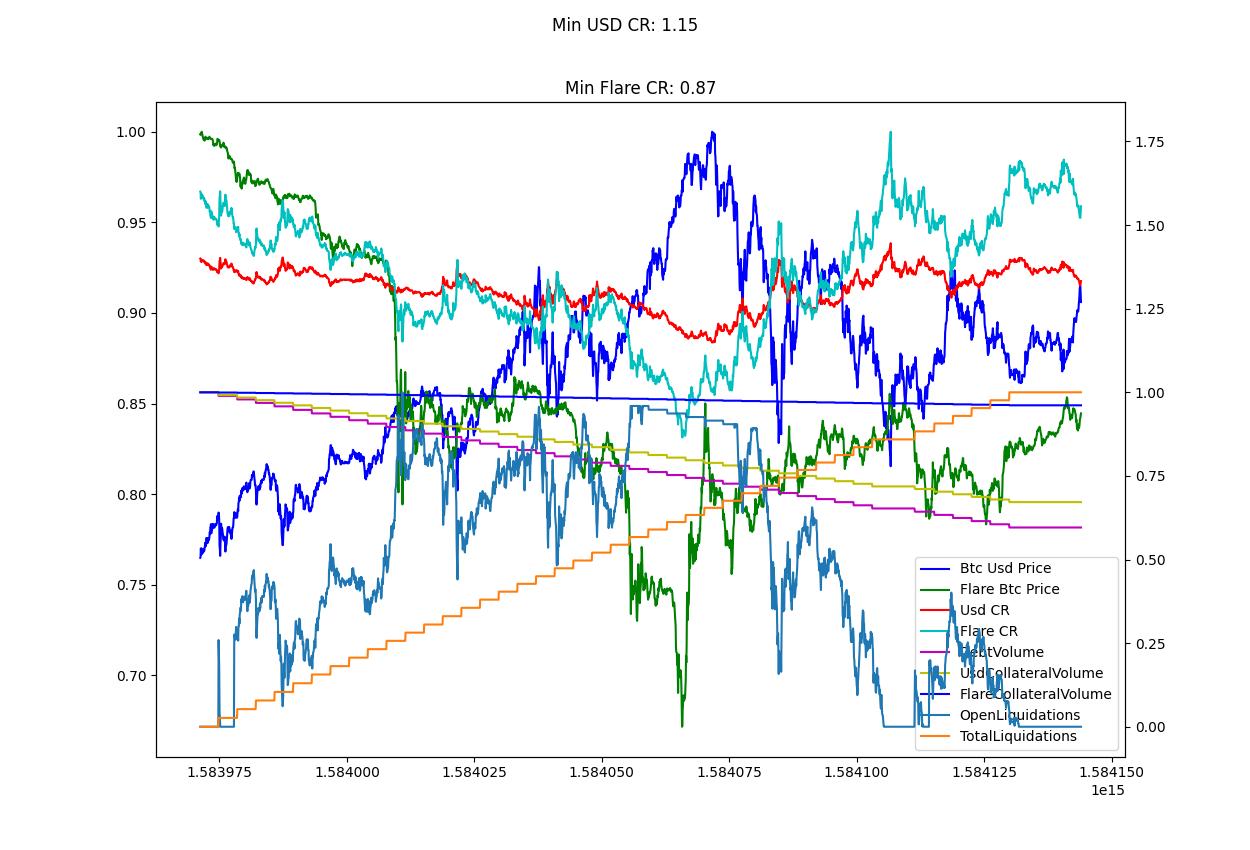 Min USD CR: 1.15
Min Flare CR: 0.87
1.00
0.95
0.90
0.85
0.80
0.75
0.70
1.75
1.50
1.25
1.00
0.75
0.50
0.25
0.00
Btc Usd Price
Flare Btc Price
Usd CR
Flare CR
DebtVolume
UsdCollateralVolume
FlareCollateralVolume
OpenLiquidations
TotalLiquidations
1.583975 1.584000 1.584025 1.584050 1.584075 1.584100 1.584125 1.584150
1e15